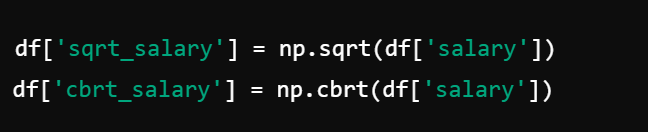 df['sqrt_salary'] = np.sqrt(df['salary'])
df['cbrt_salary'] = np.cbrt(df['salary'])